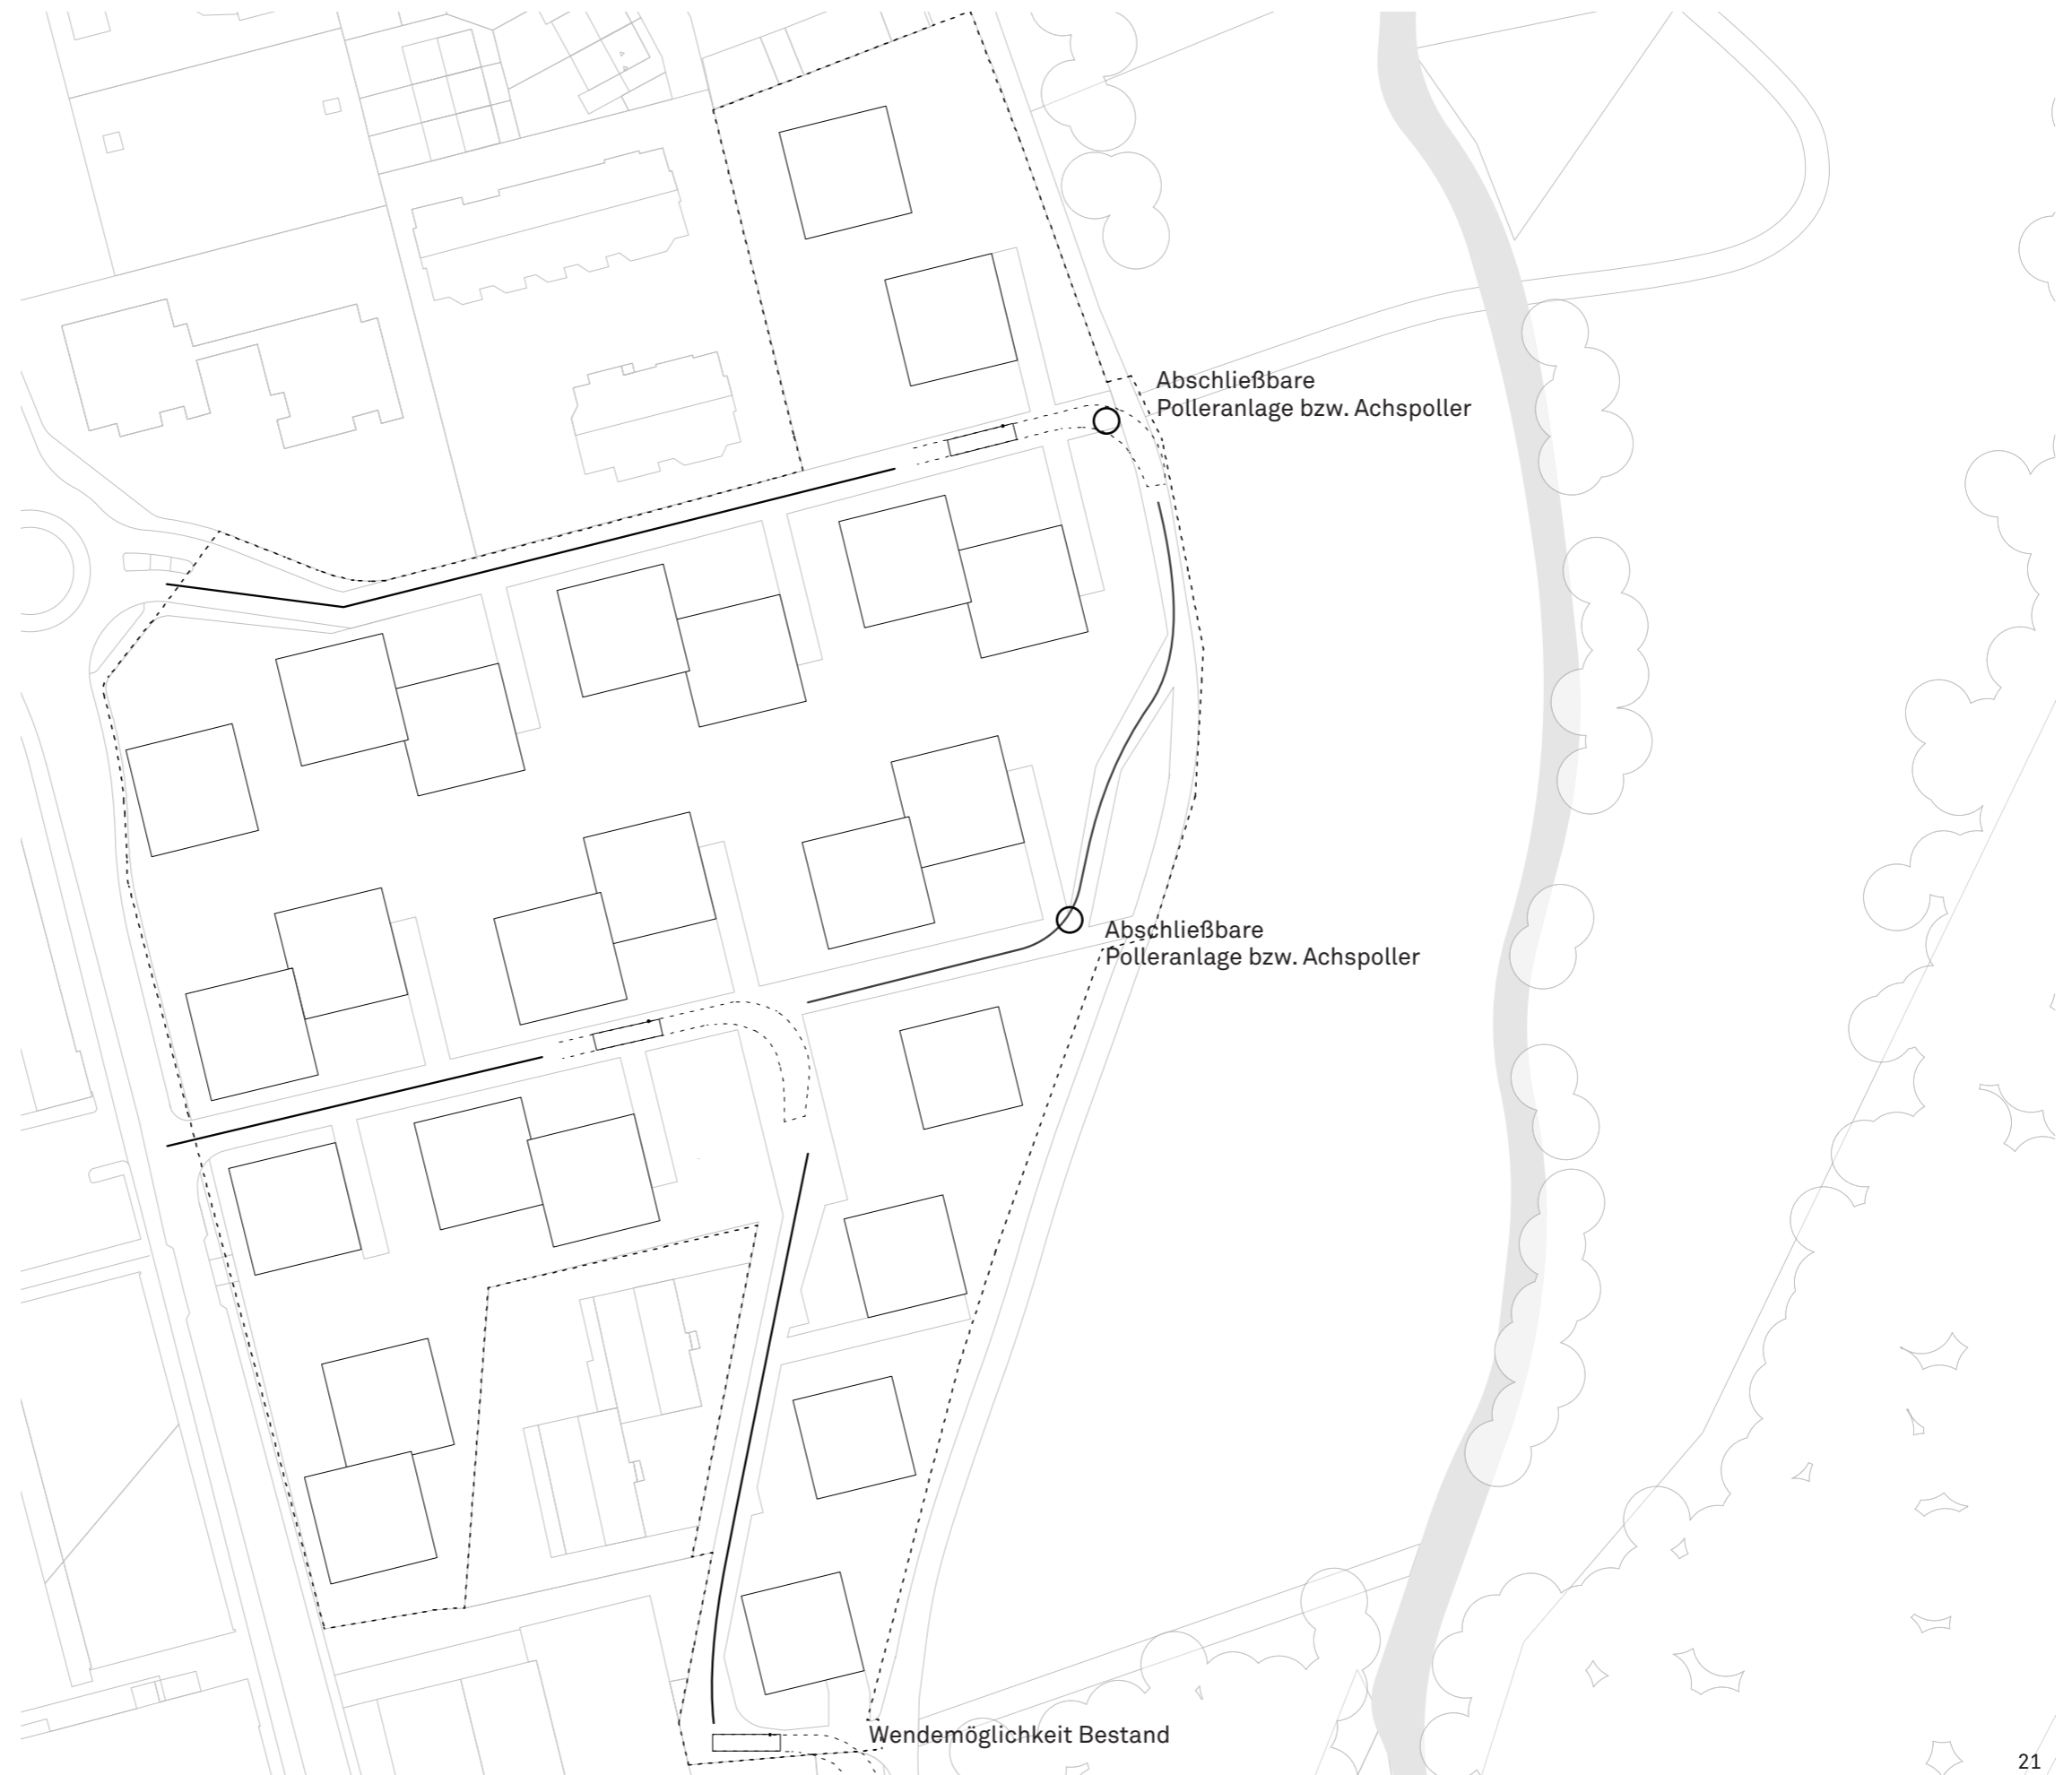 Abschließbare
Polleranlage bzw. Achspoller
Abschließbare
Polleranlage bzw. Achspoller
Wendemöglichkeit Bestand
21